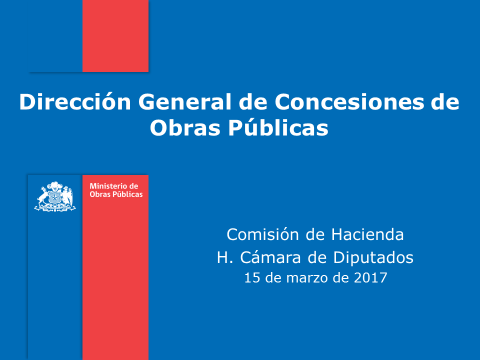 Dirección General de Concesiones de
Obras Públicas
Ministerio de
Obras Públicas
Comisión de Hacienda
H. Cámara de Diputados
15 de marzo de 2017